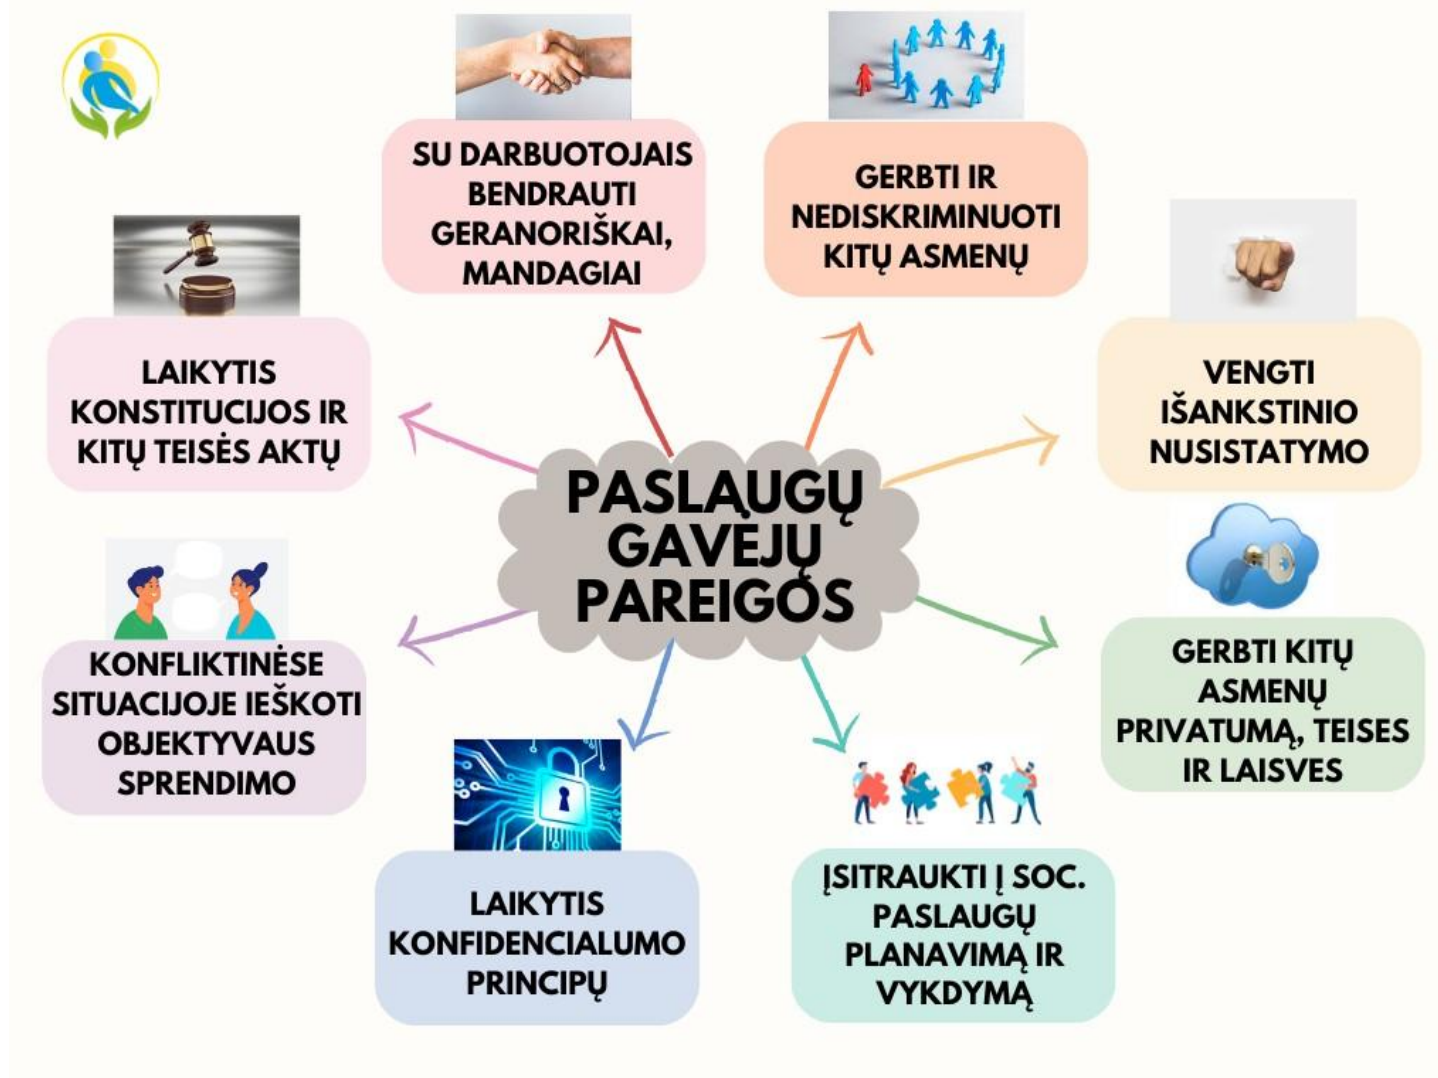 SU DARBUOTOJAIS
BENDRAUTI
GERANORIŠKAI,
MANDAGIAI
GERBTI IR
NEDISKRIMINUOTI
KITŲ ASMENŲ
LAIKYTIS
KONSTITUCIJOS IR
KITŲ TEISĖS AKTŲ
VENGTI
IŠANKSTINIO
NUSISTATYMO
PASLAUGŲ
GAVĖJŲ
PAREIGOS
KONFLIKTINĖSE
SITUACIJOJE IEŠKOTI
OBJEKTYVAUS
SPRENDIMO
GERBTI KITŲ
ASMENŲ
PRIVATUMĄ, TEISES
IR LAISVES
LAIKYTIS
KONFIDENCIALUMO
PRINCIPŲ
ĮSITRAUKTI Į SOC.
PASLAUGŲ
PLANAVIMĄ IR
VYKDYMĄ